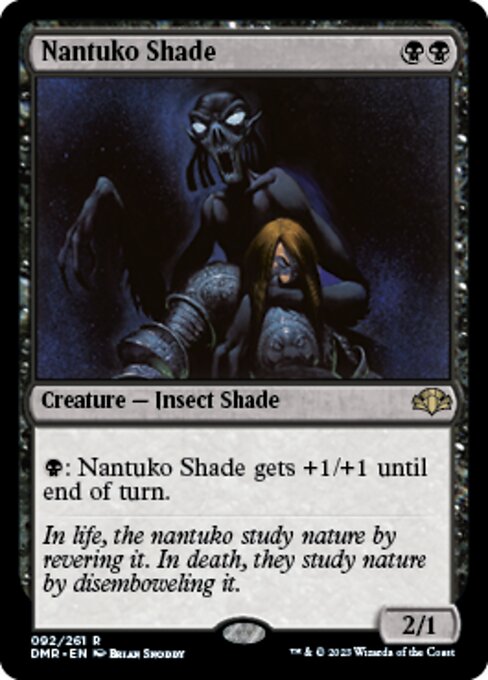 Nantuko Shade
Creature — Insect Shade
: Nantuko Shade gets +1/+1 until
end of turn.
In life, the nantuko study nature by
revering it. In death, they study nature
by disemboweling it.
2/1
092/261 R
DMR • EN Brian Snoddy
™ & © 2023 Wizards of the Coast